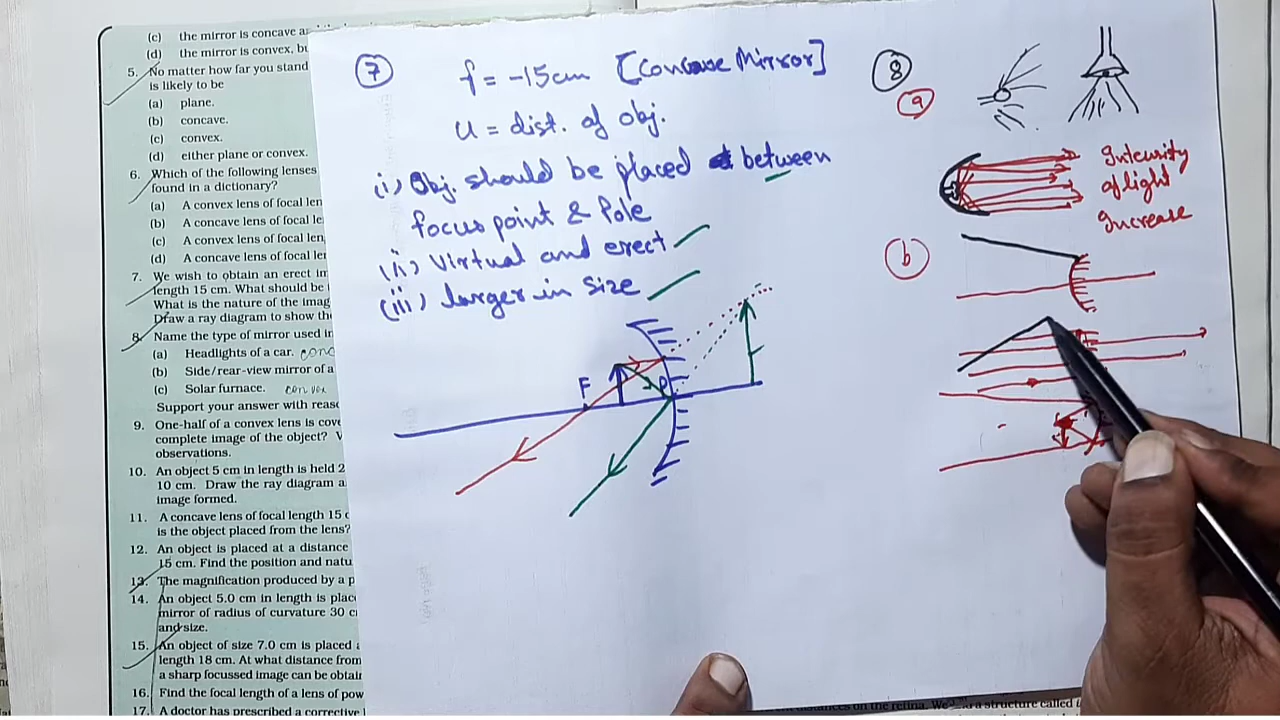 (c) the mirror is concave
(d) the mirror is convex,
5. No matter how far you stand
is likely to be
(a) plane.
(b) concave.
(c) convex.
(d) either plane or convex.
6. Which of the following lenses
found in a dictionary?
(a) A convex lens of focal len
(b) A concave lens of focal le
(c) A convex lens of focal len
(d) A concave lens of focal le
7. We wish to obtain an erect im
length 15 cm. What should be
What is the nature of the imag
Draw a ray diagram to show the
8. Name the type of mirror used in
(a) Headlights of a car. conc
(b) Side/rear-view mirror of a
(c) Solar furnace. convex
Support your answer with reas
9. One-half of a convex lens is cove
complete image of the object?
observations.
10. An object 5 cm in length is held 2
10 cm. Draw the ray diagram a
image formed.
11. A concave lens of focal length 15 c
is the object placed from the lens?
12. An object is placed at a distance
15 cm. Find the position and natu
13. The magnification produced by a p
14. An object 5.0 cm in length is place
mirror of radius of curvature 30 c
and size.
15. An object of size 7.0 cm is placed a
length 18 cm. At what distance from
a sharp focussed image can be obtain
16. Find the focal length of a lens of pow
17. A doctor has prescribed a corrective l
7 f = -15cm [Concave Mirror]
u = dist. of obj.
(i) Obj. should be placed between
focus point & Pole
(ii) Virtual and erect
(iii) larger in size
F P
8
a
Intensity
of light
Increase
b
distances on the retina. We
a structure called